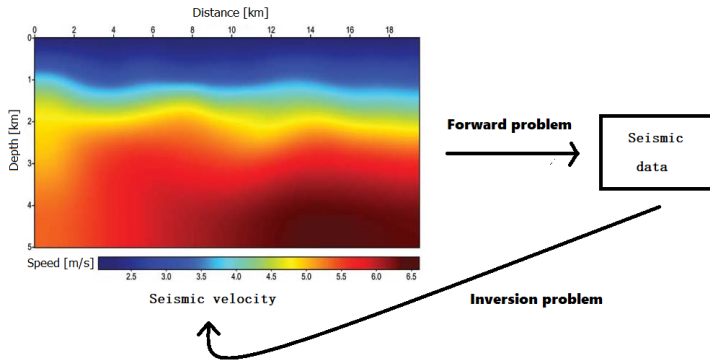 Distance [km]
0 2 4 6 8 10 12 14 16 18
Depth [km]
0
1
2
3
4
5
Speed [m/s]
2.5 3.0 3.5 4.0 4.5 5.0 5.5 6.0 6.5
Seismic velocity
Forward problem
Seismic
data
Inversion problem